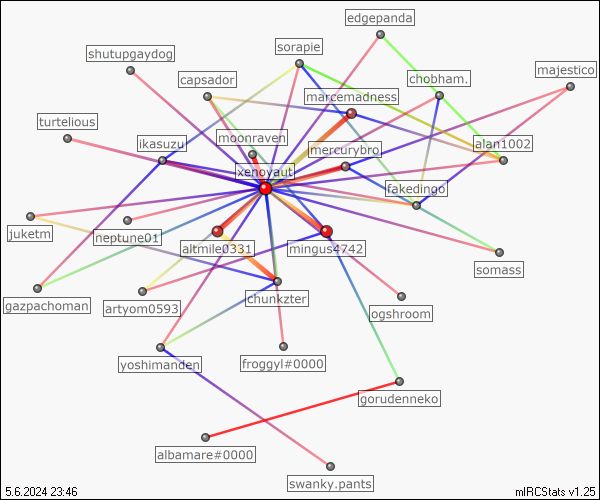 edgepanda
shutupgaydog
sorapie
capsador
chobham.
majestico
marcemadness
turtelious
moonraven
ikasuzu
mercurybro
alan1002
xenoyaut
fakedingo
juketm
neptune01
altmile0331
mingus4742
somass
gazpachoman
artyom0593
chunkzter
ogshroom
yoshimanden
froggyl#0000
gorudenneko
albamare#0000
swanky.pants
5.6.2024 23:46
mIRCStats v1.25